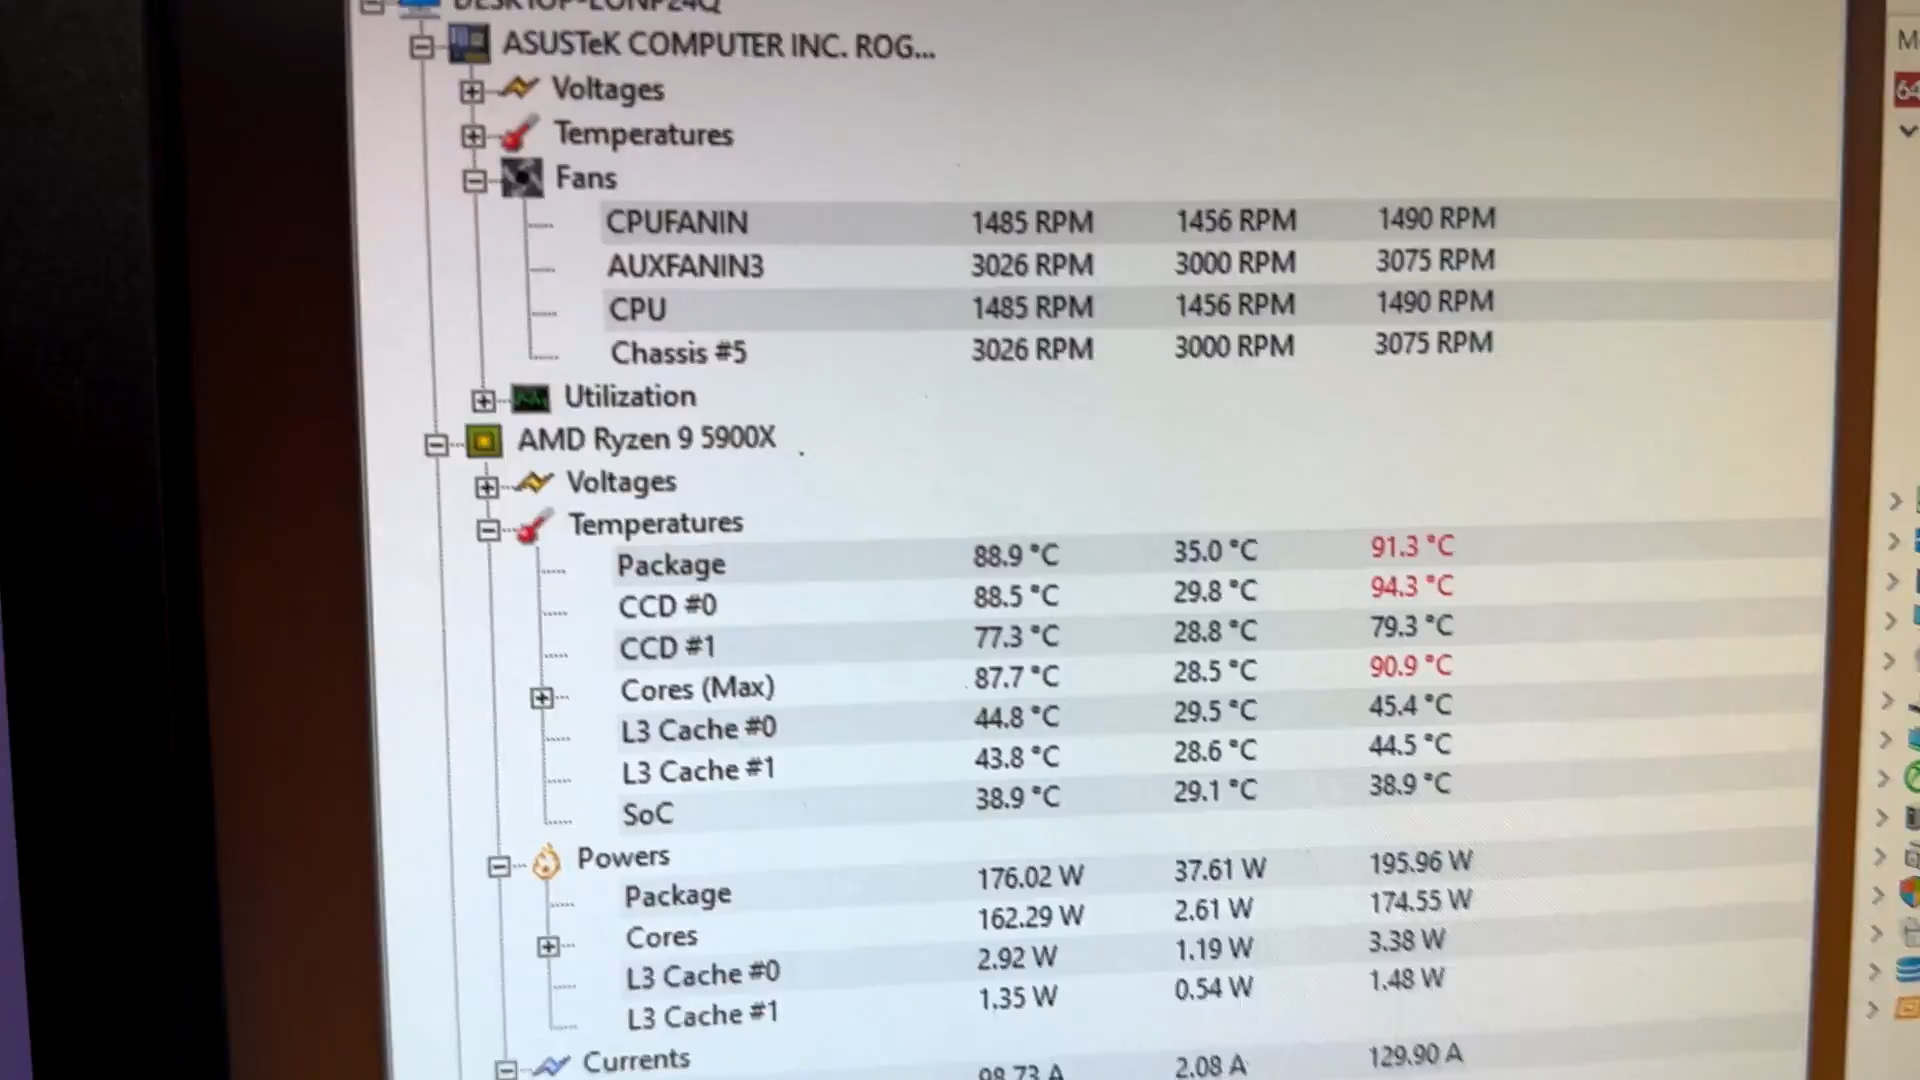 DESKTOP-EONP24Q
ASUSTeK COMPUTER INC. ROG...
Voltages
Temperatures
Fans
CPUFANIN 1485 RPM 1456 RPM 1490 RPM
AUXFANIN3 3026 RPM 3000 RPM 3075 RPM
CPU 1485 RPM 1456 RPM 1490 RPM
Chassis #5 3026 RPM 3000 RPM 3075 RPM
Utilization
AMD Ryzen 9 5900X
Voltages
Temperatures
Package 88.9 °C 35.0 °C 91.3 °C
CCD #0 88.5 °C 29.8 °C 94.3 °C
CCD #1 77.3 °C 28.8 °C 79.3 °C
Cores (Max) 87.7 °C 28.5 °C 90.9 °C
L3 Cache #0 44.8 °C 29.5 °C 45.4 °C
L3 Cache #1 43.8 °C 28.6 °C 44.5 °C
SoC 38.9 °C 29.1 °C 38.9 °C
Powers
Package 176.02 W 37.61 W 195.96 W
Cores 162.29 W 2.61 W 174.55 W
L3 Cache #0 2.92 W 1.19 W 3.38 W
L3 Cache #1 1.35 W 0.54 W 1.48 W
Currents 98.73 A 2.08 A 129.90 A
64